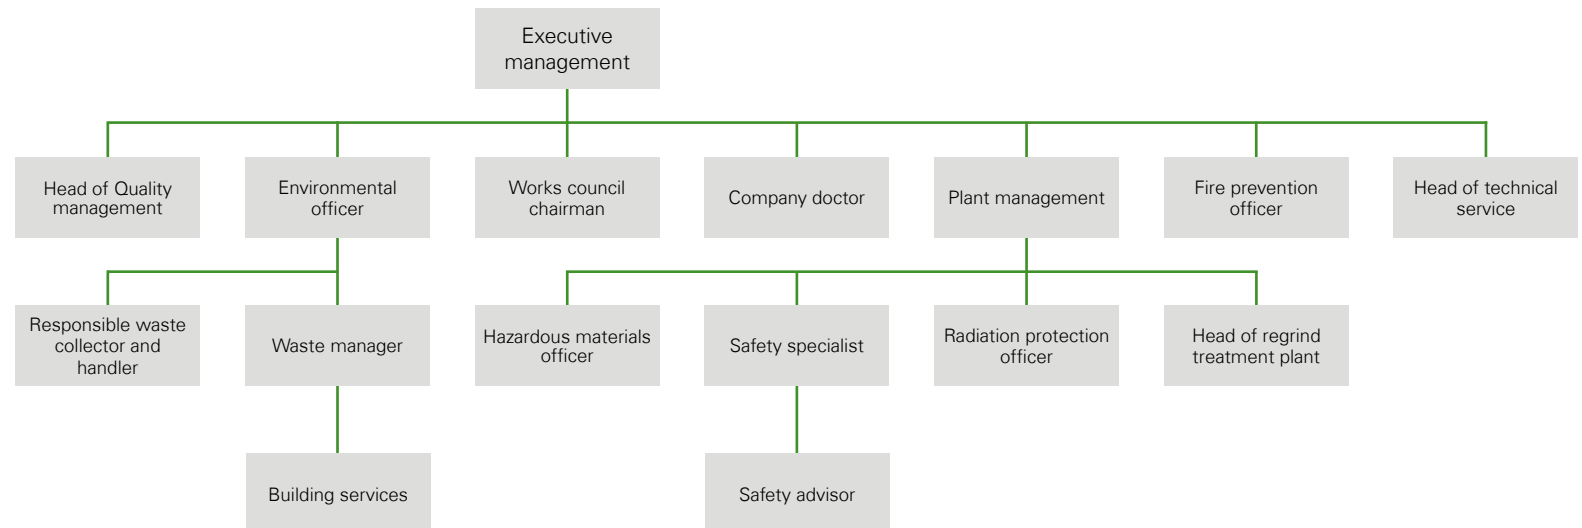 Executive
management
Head of Quality
management
Environmental
officer
Works council
chairman
Company doctor
Plant management
Fire prevention
officer
Head of technical
service
Responsible waste
collector and
handler
Waste manager
Hazardous materials
officer
Safety specialist
Radiation protection
officer
Head of regrind
treatment plant
Building services
Safety advisor